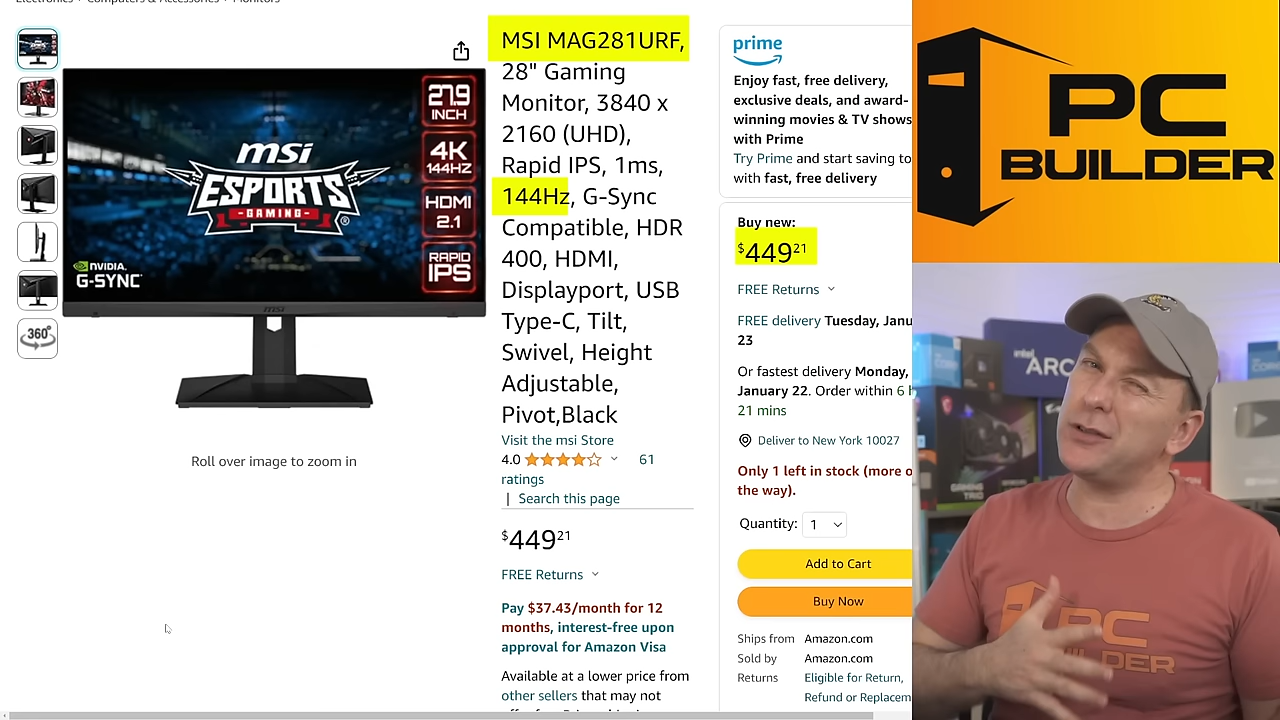 Electronics › Computers & Accessories › Monitors
27.9
INCH
4K
144HZ
HDMI
2.1
RAPID
IPS
msi
ESPORTS
GAMING
®
NVIDIA.
G-SYNC
msi
360°
Roll over image to zoom in
MSI MAG281URF,
28" Gaming
Monitor, 3840 x
2160 (UHD),
Rapid IPS, 1ms,
144Hz, G-Sync
Compatible, HDR
400, HDMI,
Displayport, USB
Type-C, Tilt,
Swivel, Height
Adjustable,
Pivot,Black
Visit the msi Store
4.0 61
ratings
| Search this page
$449 21
FREE Returns
Pay $37.43/month for 12
months, interest-free upon
approval for Amazon Visa
Available at a lower price from
other sellers that may not
prime
Enjoy fast, free delivery,
exclusive deals, and award-
winning movies & TV shows
with Prime
Try Prime and start saving to
with fast, free delivery
Buy new:
$449 21
FREE Returns
FREE delivery Tuesday, Janu
23
Or fastest delivery Monday,
January 22. Order within 6 h
21 mins
Deliver to New York 10027
Only 1 left in stock (more o
the way).
Quantity: 1
Add to Cart
Buy Now
Ships from Amazon.com
Sold by Amazon.com
Returns Eligible for Return,
Refund or Replacem
PC
BUILDER
intel
ARC
GAMING
TRIO
PC
BUILDER